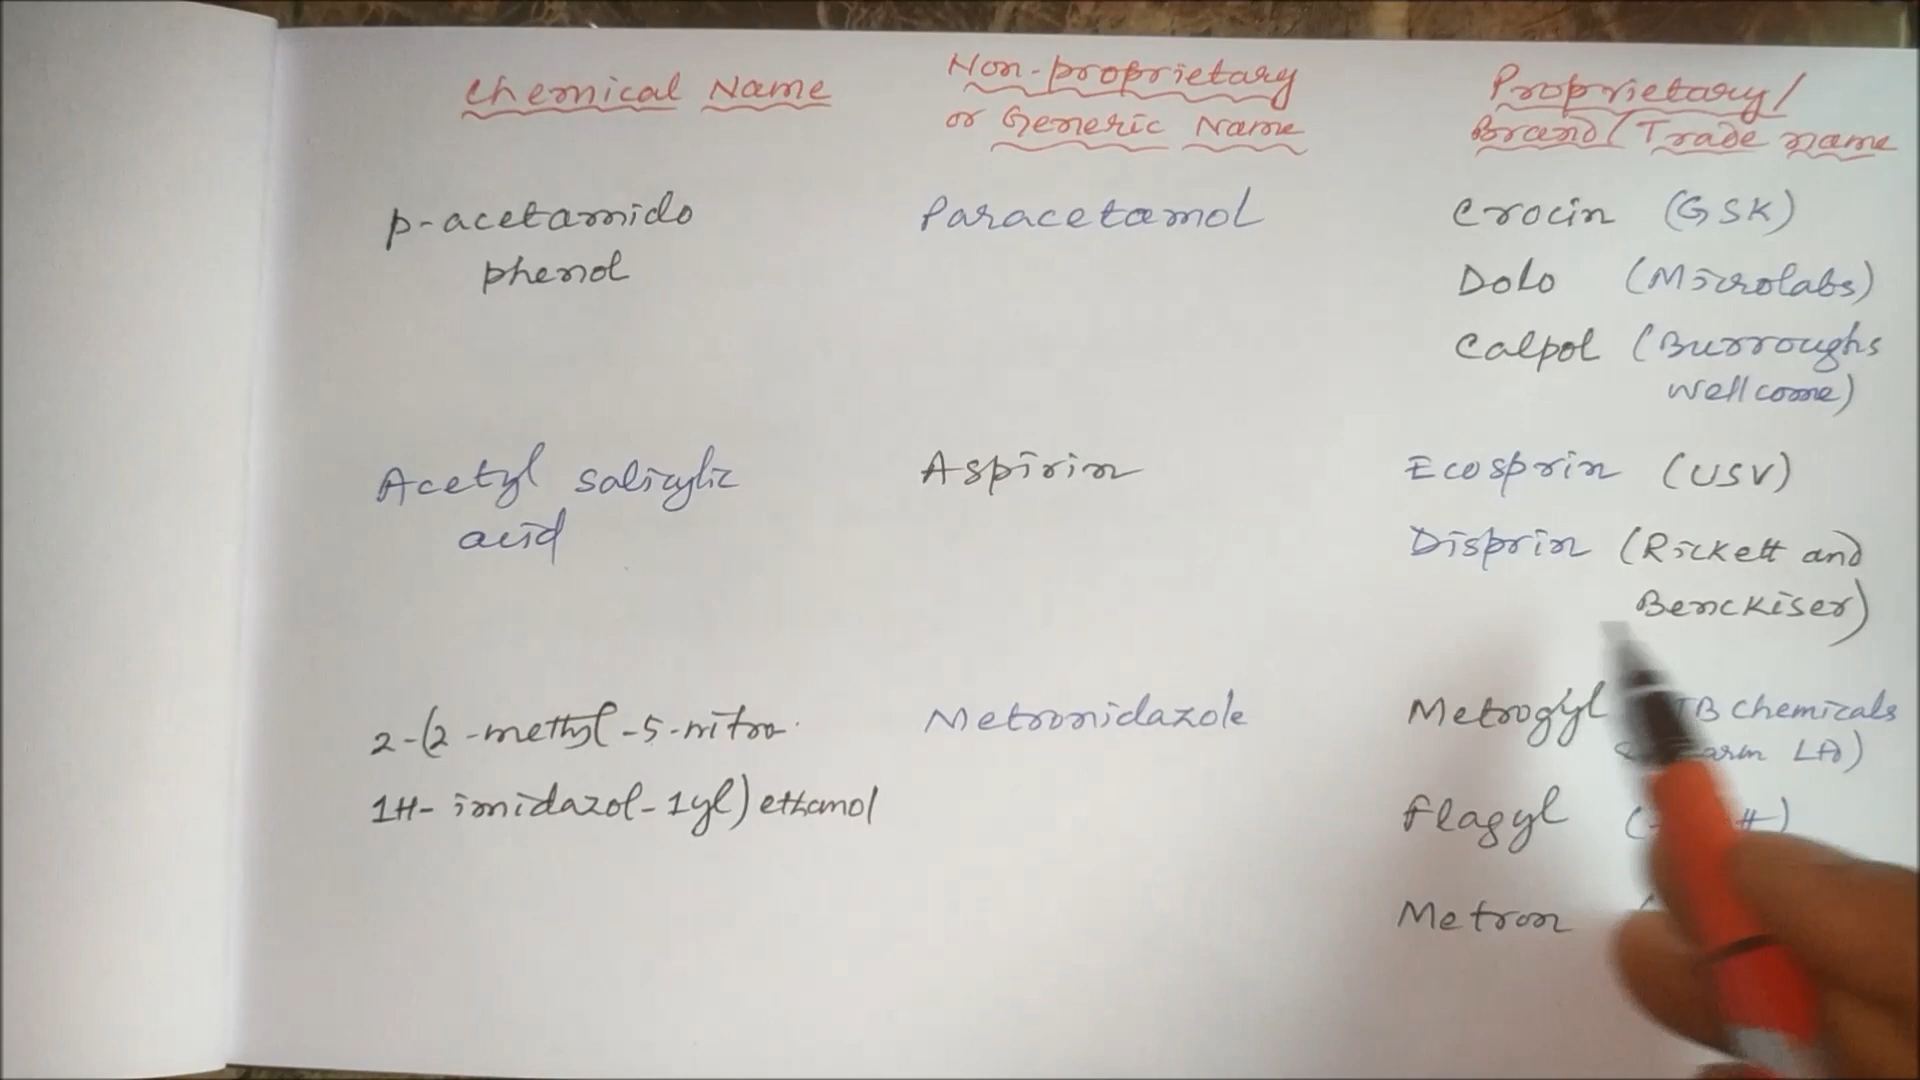 Chemical Name
Non-proprietary
or Generic Name
Proprietary/
Brand/Trade name
p-acetamido
phenol
Paracetamol
Crocin (GSK)
Dolo (Microlabs)
Calpol (Burroughs
Wellcome)
Acetyl salicylic
acid
Aspirin
Ecosprin (USV)
Disprin (Rickett and
Benckiser)
2-(2-methyl-5-nitro-
1H-imidazol-1yl) ethanol
Metronidazole
Metrogyl
B Chemicals
Ltd)
Flagyl
Metron